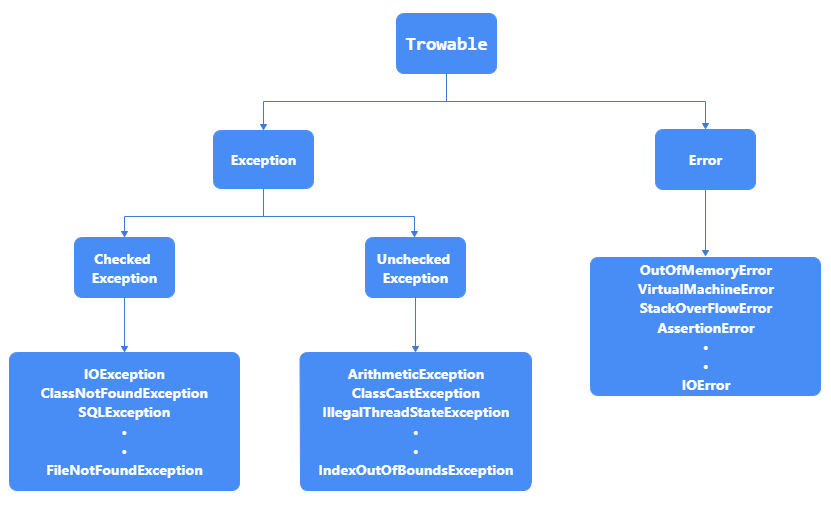 Trowable
Exception
Error
Checked
Exception
Unchecked
Exception
OutOfMemoryError
VirtualMachineError
StackOverFlowError
AssertionError
•
•
IOError
IOException
ClassNotFoundException
SQLException
•
•
FileNotFoundException
ArithmeticException
ClassCastException
IllegalThreadStateException
•
•
IndexOutOfBoundsException